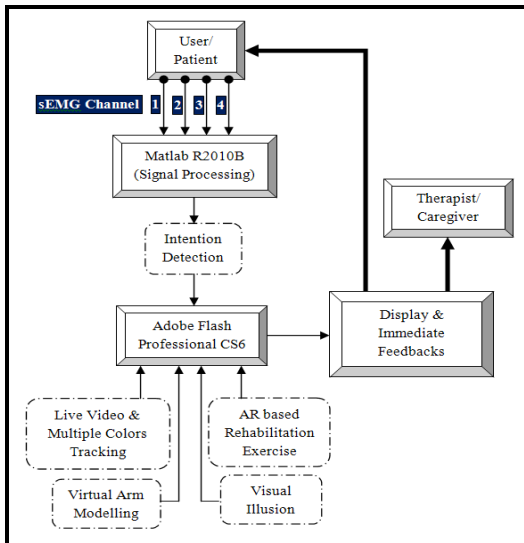 User/
Patient
sEMG Channel 1 2 3 4
Matlab R2010B
(Signal Processing)
Therapist/
Caregiver
Intention
Detection
Adobe Flash
Professional CS6
Display &
Immediate
Feedbacks
Live Video &
Multiple Colors
Tracking
AR based
Rehabilitation
Exercise
Virtual Arm
Modelling
Visual
Illusion